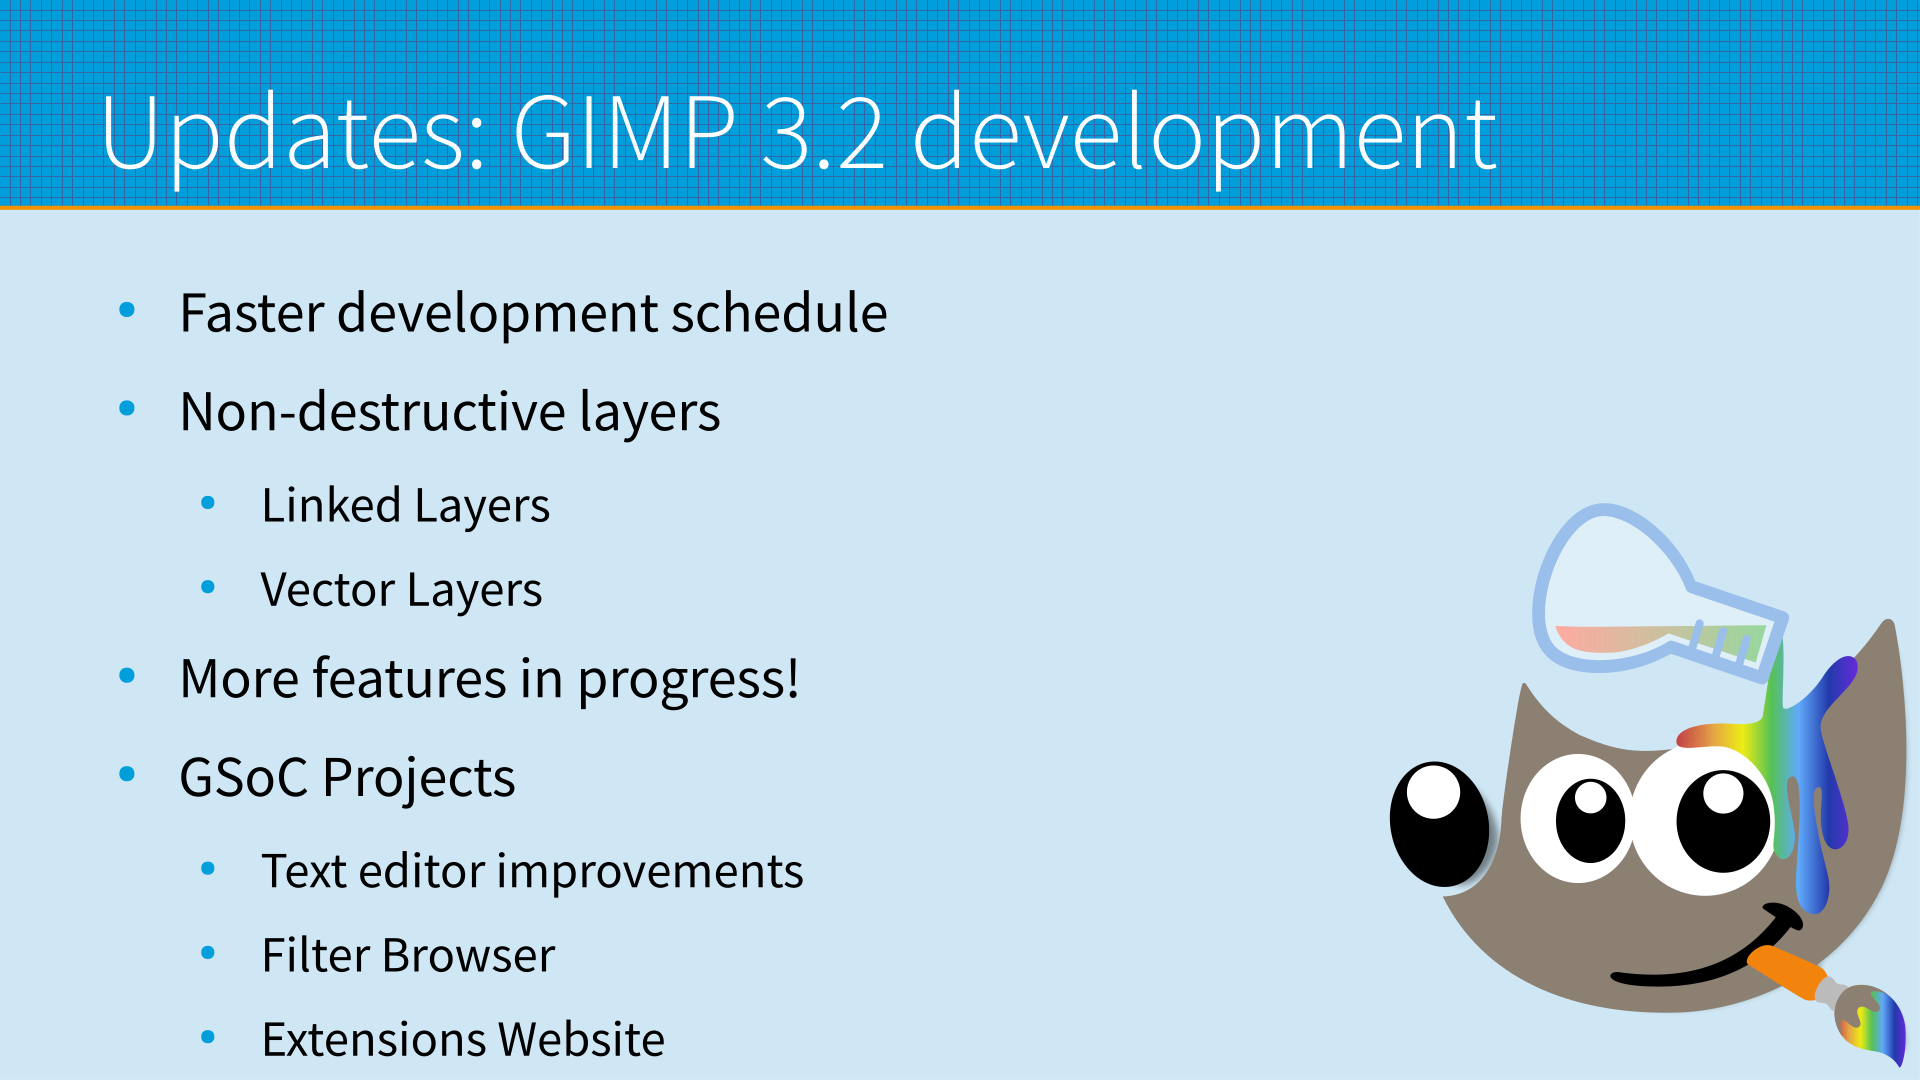 Updates: GIMP 3.2 development
• Faster development schedule
• Non-destructive layers
• Linked Layers
• Vector Layers
• More features in progress!
• GSoC Projects
• Text editor improvements
• Filter Browser
• Extensions Website